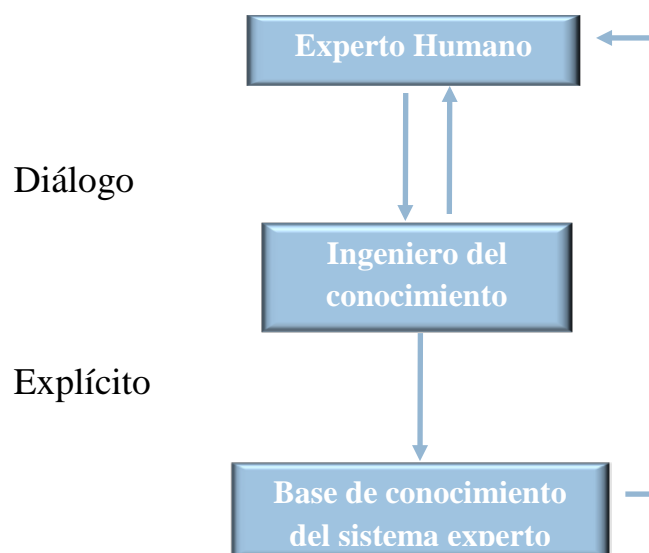 Experto Humano
Diálogo
Ingeniero del
conocimiento
Explícito
Base de conocimiento
del sistema experto